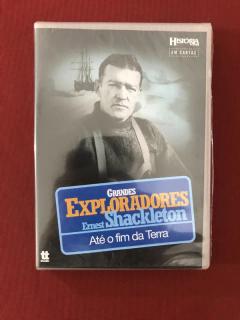 HISTÓRIA
EM CARTAZ
GRANDES
EXPLORADORES
Ernest Shackleton
Até o fim da Terra